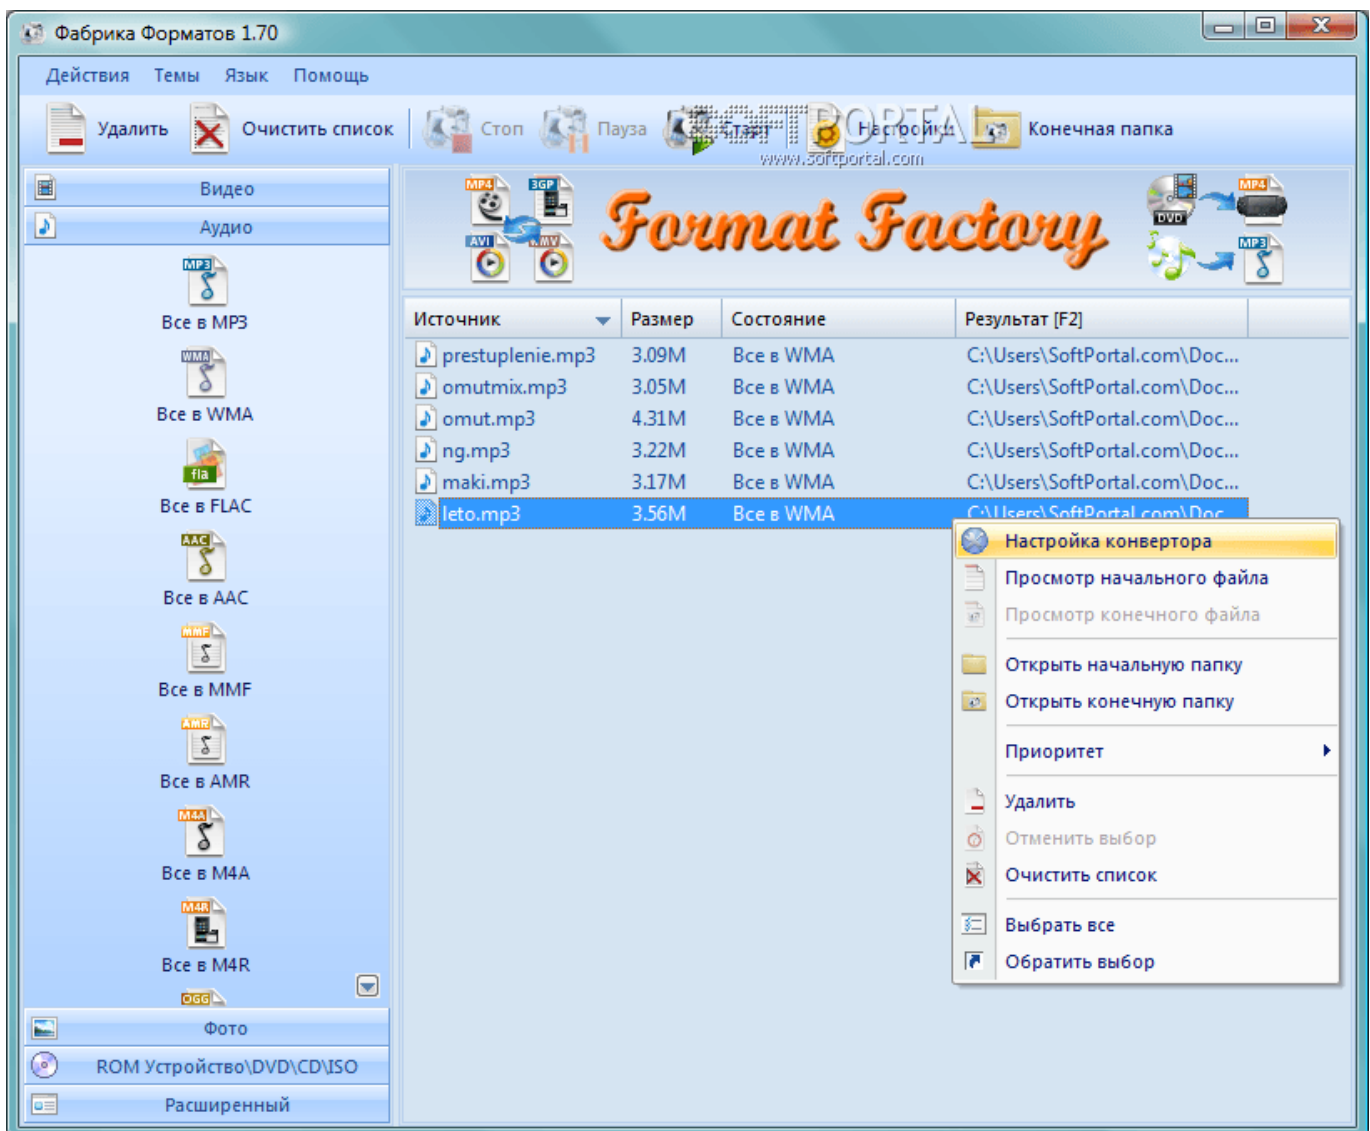 Фабрика Форматов 1.70
Действия Темы Язык Помощь
Удалить Очистить список Стоп Пауза Старт Настройки Конечная папка
SOFTPORTAL
www.softportal.com
Видео
Аудио
MP3
Все в MP3
WMA
Все в WMA
fla
Все в FLAC
AAC
Все в AAC
MMF
Все в MMF
AMR
Все в AMR
M4A
Все в M4A
M4R
Все в M4R
OGG
Фото
ROM Устройство\DVD\CD\ISO
Расширенный
MP4 3GP
AVI WMV
Format Factory
DVD MP4
MP3
Источник Размер Состояние Результат [F2]
prestuplenie.mp3 3.09M Все в WMA C:\Users\SoftPortal.com\Doc...
omutmix.mp3 3.05M Все в WMA C:\Users\SoftPortal.com\Doc...
omut.mp3 4.31M Все в WMA C:\Users\SoftPortal.com\Doc...
ng.mp3 3.22M Все в WMA C:\Users\SoftPortal.com\Doc...
maki.mp3 3.17M Все в WMA C:\Users\SoftPortal.com\Doc...
leto.mp3 3.56M Все в WMA C:\Users\SoftPortal.com\Doc
Настройка конвертора
Просмотр начального файла
Просмотр конечного файла
Открыть начальную папку
Открыть конечную папку
Приоритет
Удалить
Отменить выбор
Очистить список
Выбрать все
Обратить выбор